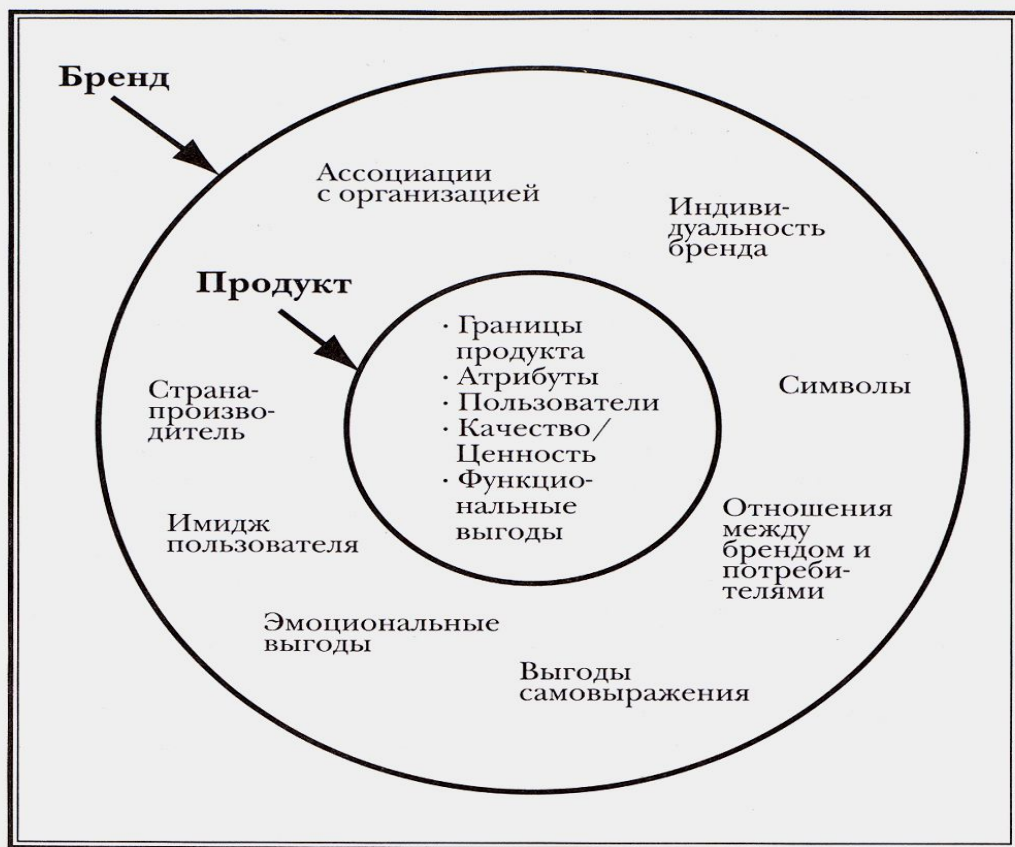 Бренд
Ассоциации
с организацией
Индиви-
дуальность
бренда
Продукт
· Границы
продукта
· Атрибуты
· Пользователи
· Качество/
Ценность
· Функцио-
нальные
выгоды
Страна-
произво-
дитель
Символы
Имидж
пользователя
Отношения
между
брендом и
потреби-
телями
Эмоциональные
выгоды
Выгоды
самовыражения